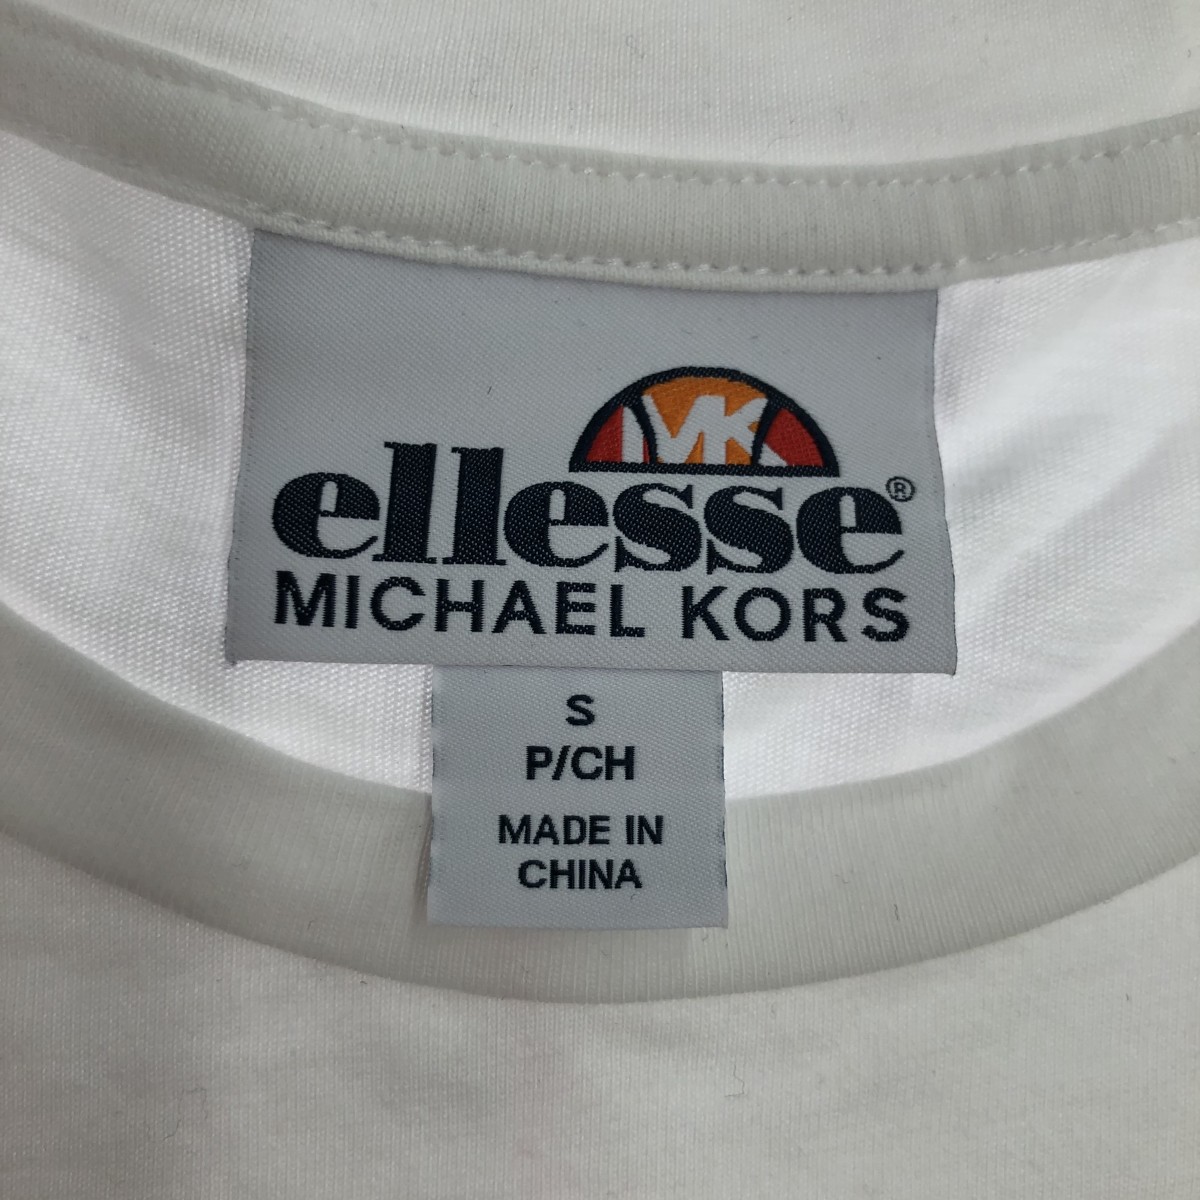 MK
ellesse®
MICHAEL KORS
S
P/CH
MADE IN
CHINA